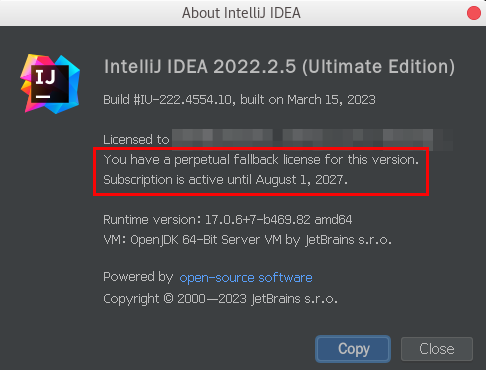 About IntelliJ IDEA
IJ
IntelliJ IDEA 2022.2.5 (Ultimate Edition)
Build #IU-222.4554.10, built on March 15, 2023
Licensed to
You have a perpetual fallback license for this version.
Subscription is active until August 1, 2027.
Runtime version: 17.0.6+7-b469.82 amd64
VM: OpenJDK 64-Bit Server VM by JetBrains s.r.o.
Powered by open-source software
Copyright © 2000—2023 JetBrains s.r.o.
Copy Close